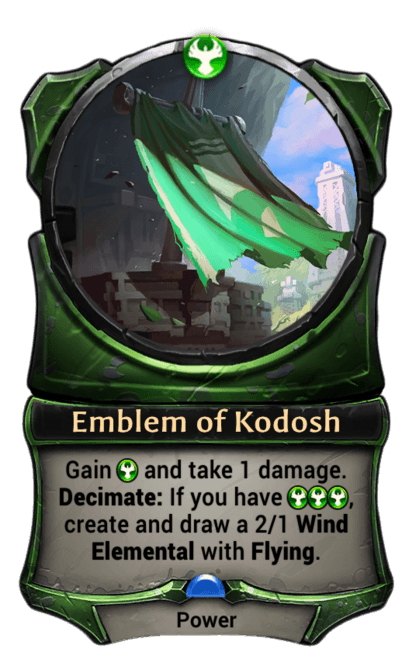 Emblem of Kodosh
Gain and take 1 damage.
Decimate: If you have ,
create and draw a 2/1 Wind
Elemental with Flying.
Power